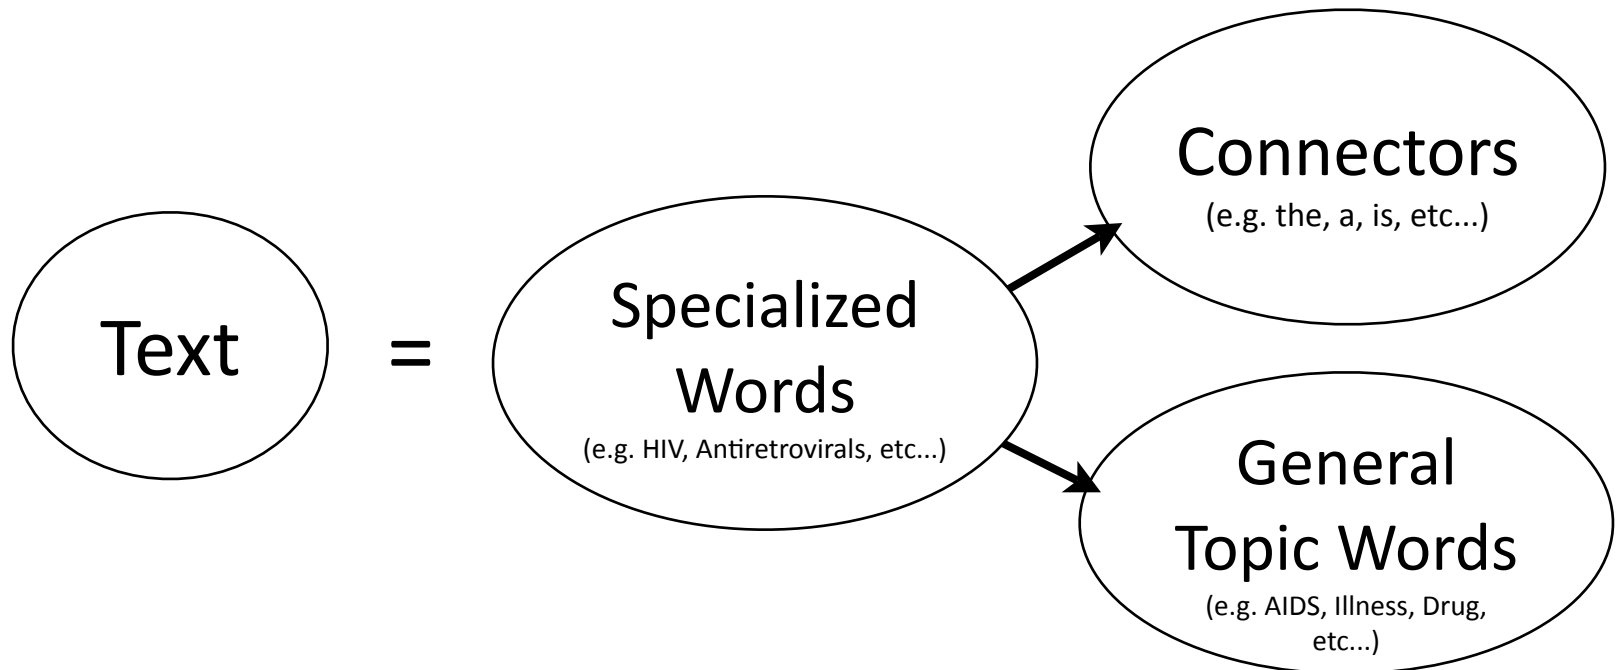 Text
=
Specialized
Words
(e.g. HIV, Antiretrovirals, etc...)
Connectors
(e.g. the, a, is, etc...)
General
Topic Words
(e.g. AIDS, Illness, Drug,
etc...)